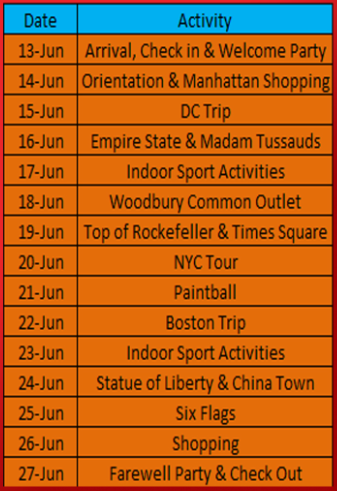 Date Activity
13-Jun Arrival, Check in & Welcome Party
14-Jun Orientation & Manhattan Shopping
15-Jun DC Trip
16-Jun Empire State & Madam Tussauds
17-Jun Indoor Sport Activities
18-Jun Woodbury Common Outlet
19-Jun Top of Rockefeller & Times Square
20-Jun NYC Tour
21-Jun Paintball
22-Jun Boston Trip
23-Jun Indoor Sport Activities
24-Jun Statue of Liberty & China Town
25-Jun Six Flags
26-Jun Shopping
27-Jun Farewell Party & Check Out